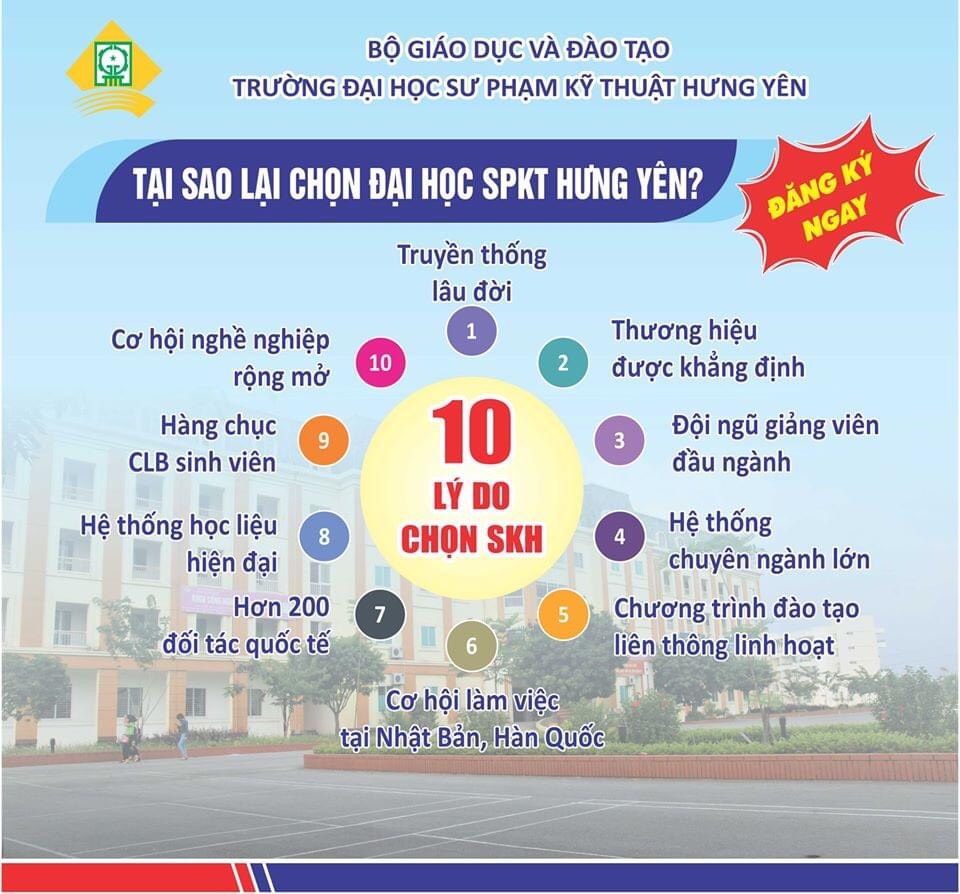 BỘ GIÁO DỤC VÀ ĐÀO TẠO
TRƯỜNG ĐẠI HỌC SƯ PHẠM KỸ THUẬT HƯNG YÊN
TẠI SAO LẠI CHỌN ĐẠI HỌC SPKT HƯNG YÊN?
ĐĂNG KÝ
NGAY
10
LÝ DO
CHỌN SKH
1
Truyền thống
lâu đời
2
Thương hiệu
được khẳng định
3
Đội ngũ giảng viên
đầu ngành
4
Hệ thống
chuyên ngành lớn
5
Chương trình đào tạo
liên thông linh hoạt
6
Cơ hội làm việc
tại Nhật Bản, Hàn Quốc
7
Hơn 200
đối tác quốc tế
8
Hệ thống học liệu
hiện đại
9
Hàng chục
CLB sinh viên
10
Cơ hội nghề nghiệp
rộng mở